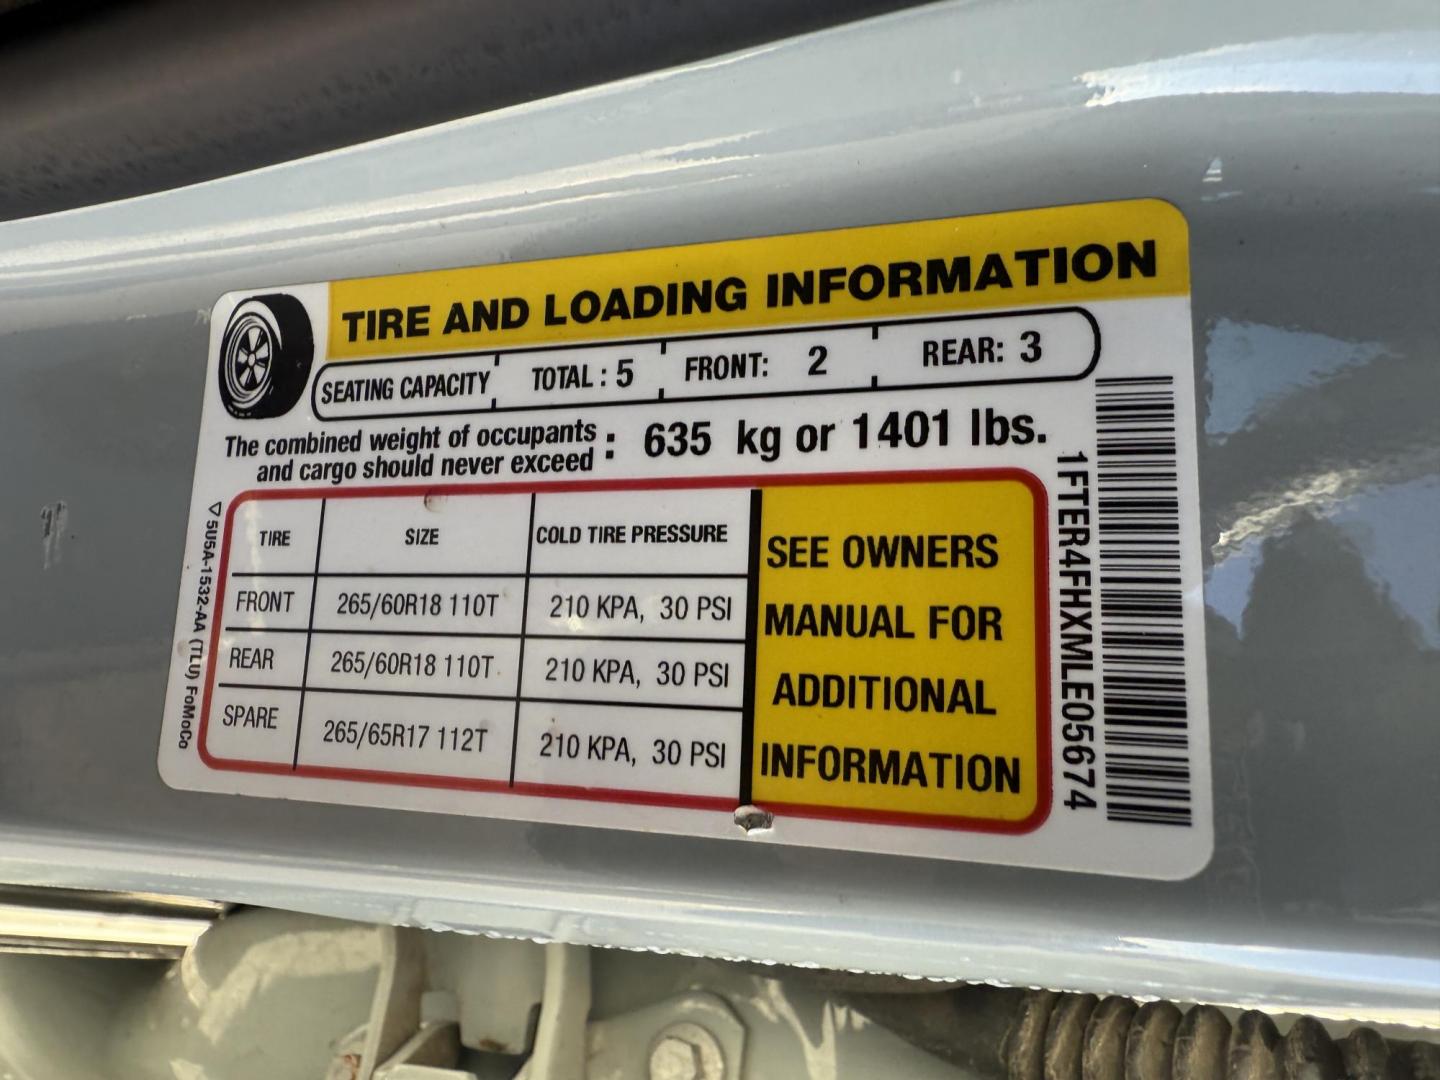 TIRE AND LOADING INFORMATION
SEATING CAPACITY TOTAL : 5 FRONT: 2 REAR: 3
The combined weight of occupants
and cargo should never exceed : 635 kg or 1401 lbs.
TIRE SIZE COLD TIRE PRESSURE
FRONT 265/60R18 110T 210 KPA, 30 PSI
REAR 265/60R18 110T 210 KPA, 30 PSI
SPARE 265/65R17 112T 210 KPA, 30 PSI
SEE OWNERS
MANUAL FOR
ADDITIONAL
INFORMATION
1FTER4FHXMLE05674
▽5U5A-1532-AA (TLU) FoMoCo